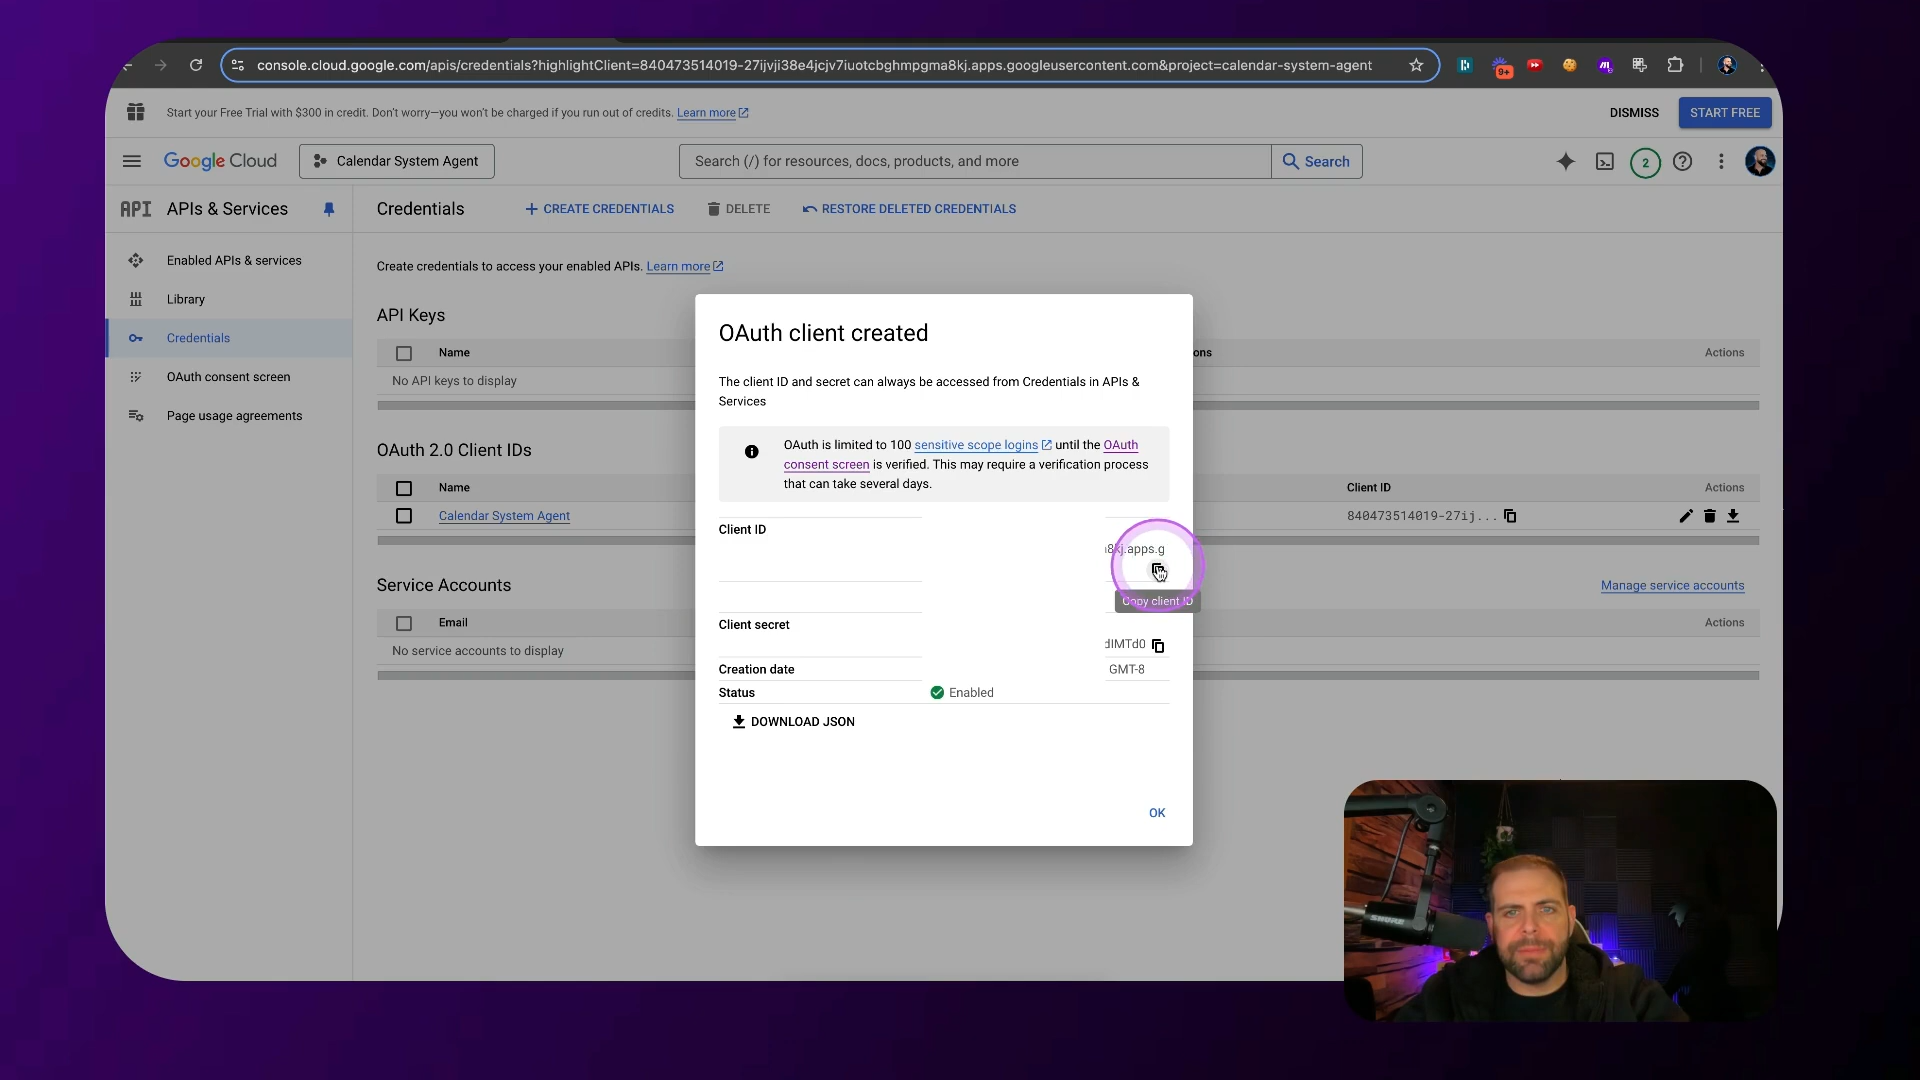 console.cloud.google.com/apis/credentials?highlightClient=840473514019-27ijvji38e4jcjv7iuotcbghmpgma8kj.apps.googleusercontent.com&project=calendar-system-agent
9+
Start your Free Trial with $300 in credit. Don't worry—you won't be charged if you run out of credits. Learn more
DISMISS
START FREE
Google Cloud
Calendar System Agent
Search (/) for resources, docs, products, and more
Search
2
API APIs & Services
Credentials
+ CREATE CREDENTIALS
DELETE
RESTORE DELETED CREDENTIALS
Enabled APIs & services
Library
Credentials
OAuth consent screen
Page usage agreements
Create credentials to access your enabled APIs. Learn more
API Keys
Name
ons
Actions
No API keys to display
OAuth 2.0 Client IDs
Name
Client ID
Actions
Calendar System Agent
840473514019-27ij...
Service Accounts
Manage service accounts
Email
Actions
No service accounts to display
OAuth client created
The client ID and secret can always be accessed from Credentials in APIs &
Services
OAuth is limited to 100 sensitive scope logins until the OAuth
consent screen is verified. This may require a verification process
that can take several days.
Client ID
8kj.apps.g
Copy client ID
Client secret
dIMTd0
Creation date
GMT-8
Status
Enabled
DOWNLOAD JSON
OK
SHURE